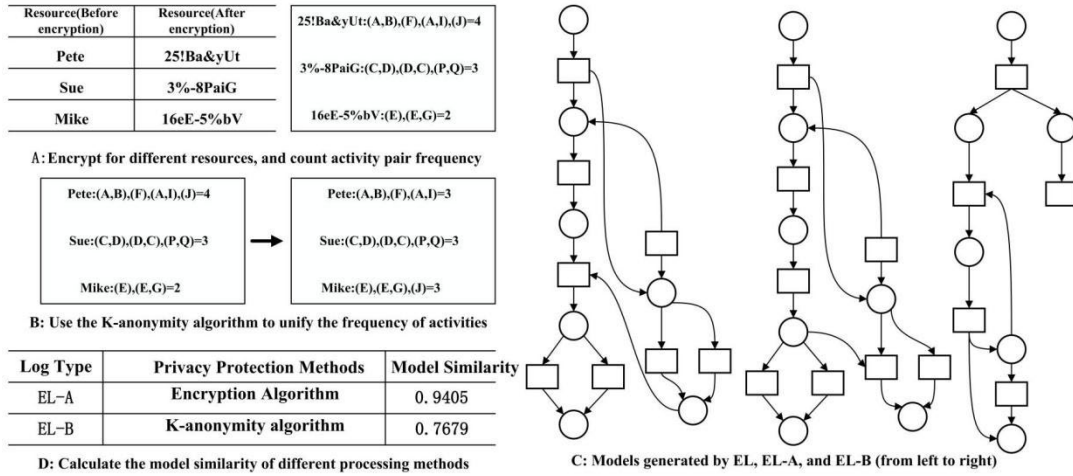 Resource(Before encryption) Resource(After encryption)
Pete 25!Ba&yUt
Sue 3%-8PaiG
Mike 16eE-5%bV
25!Ba&yUt:(A,B),(F),(A,I),(J)=4
3%-8PaiG:(C,D),(D,C),(P,Q)=3
16eE-5%bV:(E),(E,G)=2
A:Encrypt for different resources, and count activity pair frequency
Pete:(A,B),(F),(A,I),(J)=4
Sue:(C,D),(D,C),(P,Q)=3
Mike:(E),(E,G)=2
Pete:(A,B),(F),(A,I)=3
Sue:(C,D),(D,C),(P,Q)=3
Mike:(E),(E,G),(J)=3
B: Use the K-anonymity algorithm to unify the frequency of activities
Log Type Privacy Protection Methods Model Similarity
EL-A Encryption Algorithm 0.9405
EL-B K-anonymity algorithm 0.7679
D: Calculate the model similarity of different processing methods
C: Models generated by EL, EL-A, and EL-B (from left to right)